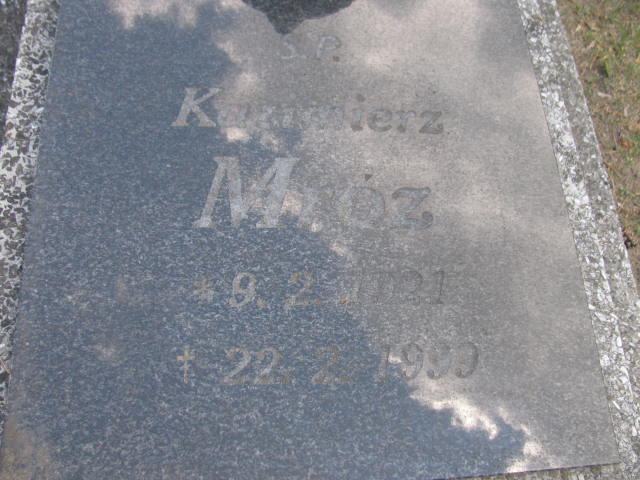 Ś.P.
Kazimierz
Mróz
* 9. 2. 1921
† 22. 2. 1990